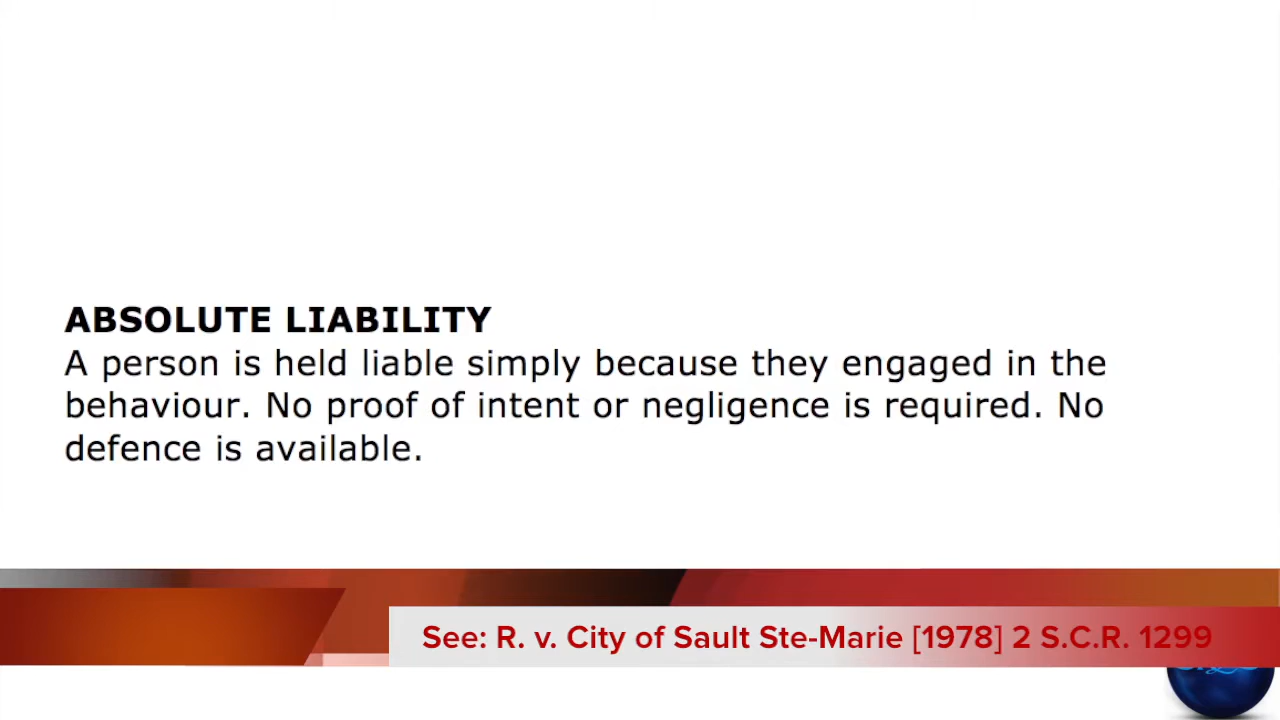 ABSOLUTE LIABILITY
A person is held liable simply because they engaged in the
behaviour. No proof of intent or negligence is required. No
defence is available.
See: R. v. City of Sault Ste-Marie [1978] 2 S.C.R. 1299